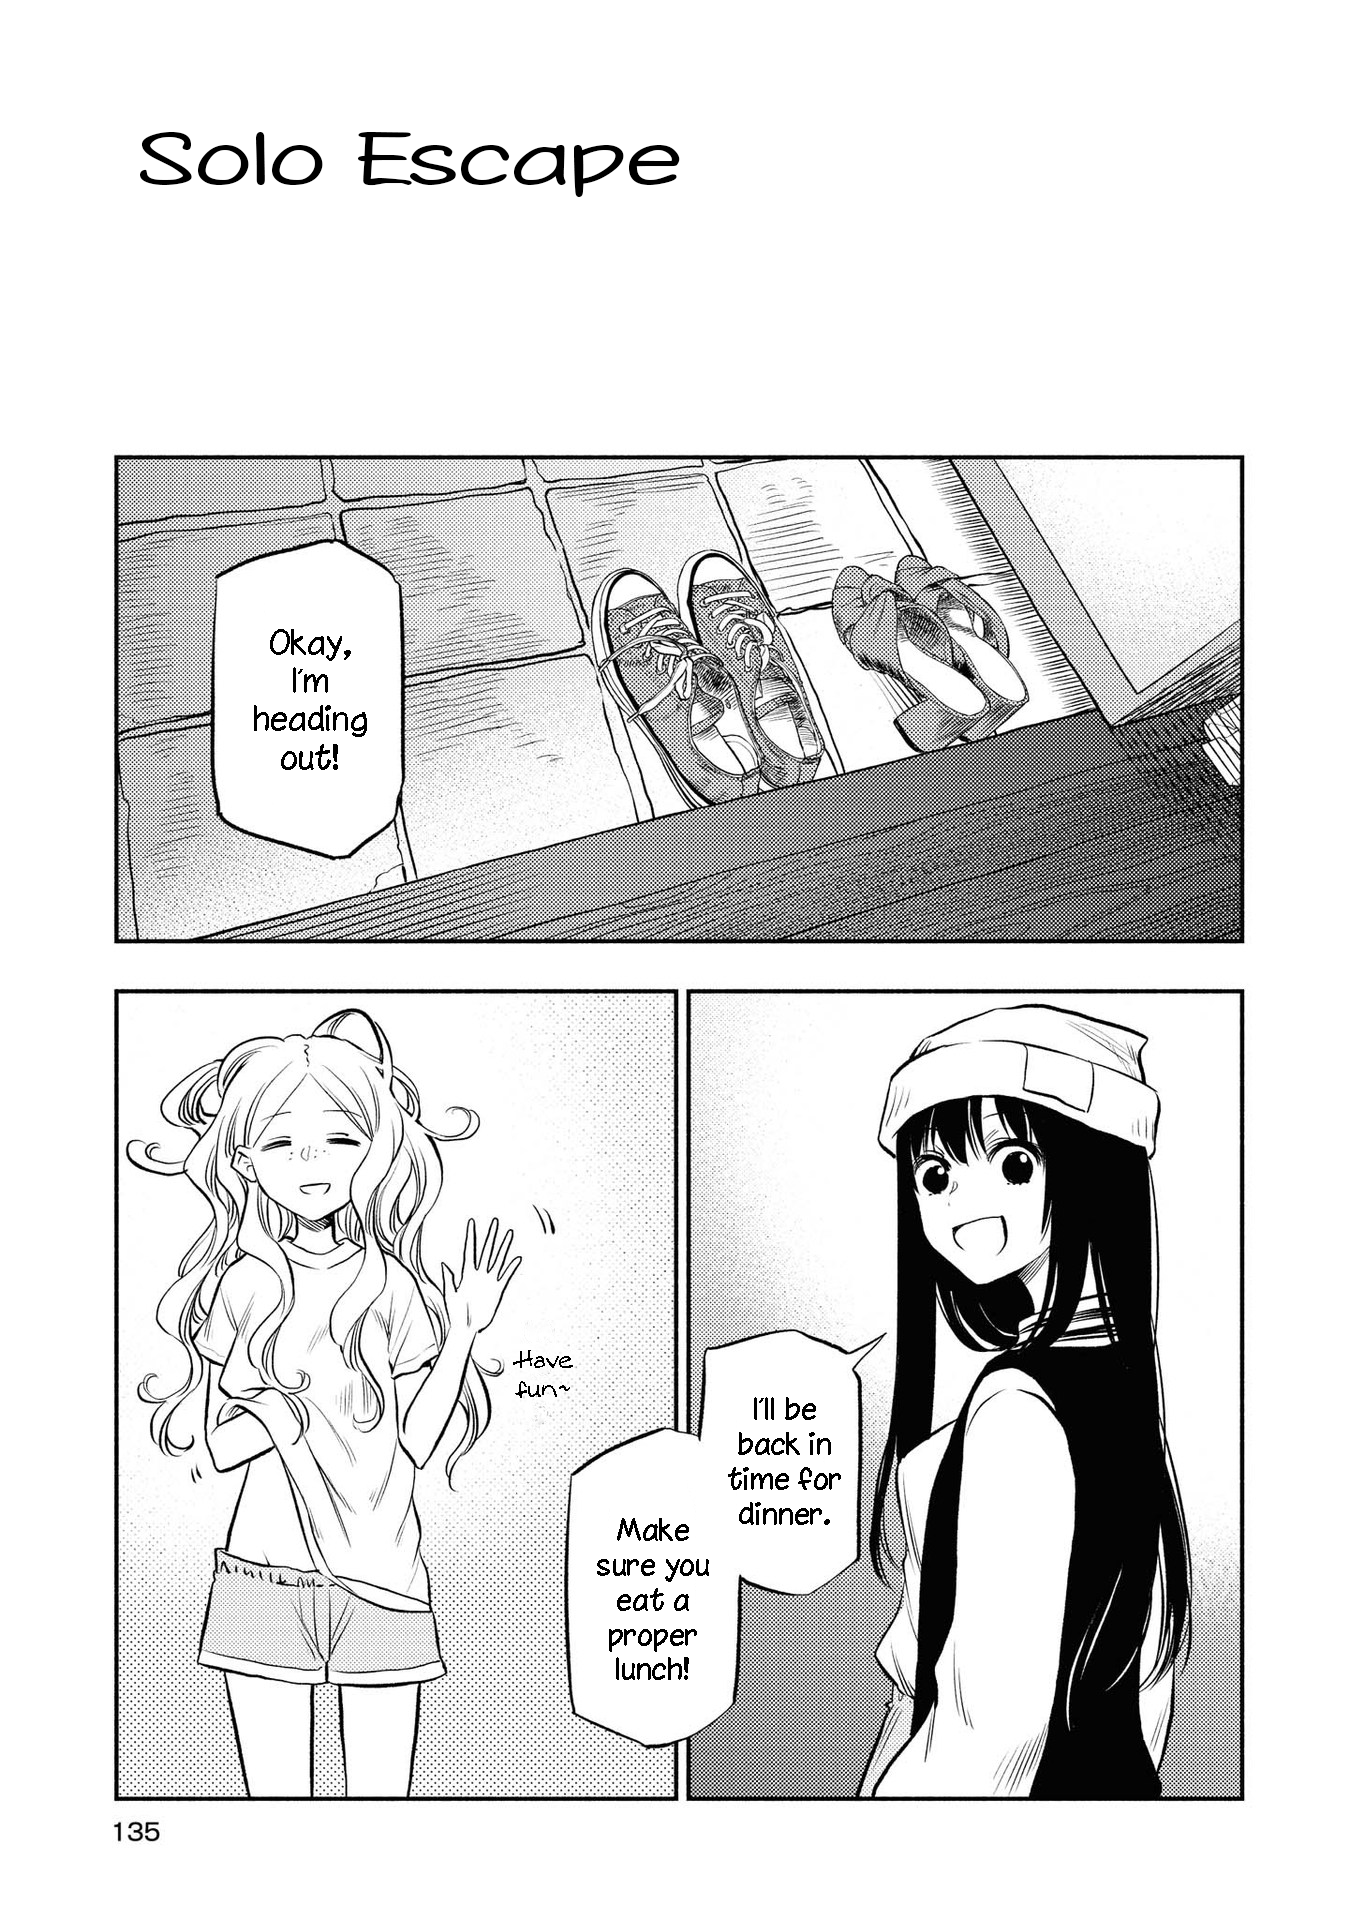 Solo Escape
Okay,
I'm
heading
out!
I'll be
back in
time for
dinner.
Make
sure you
eat a
proper
lunch!
Have
fun~
135